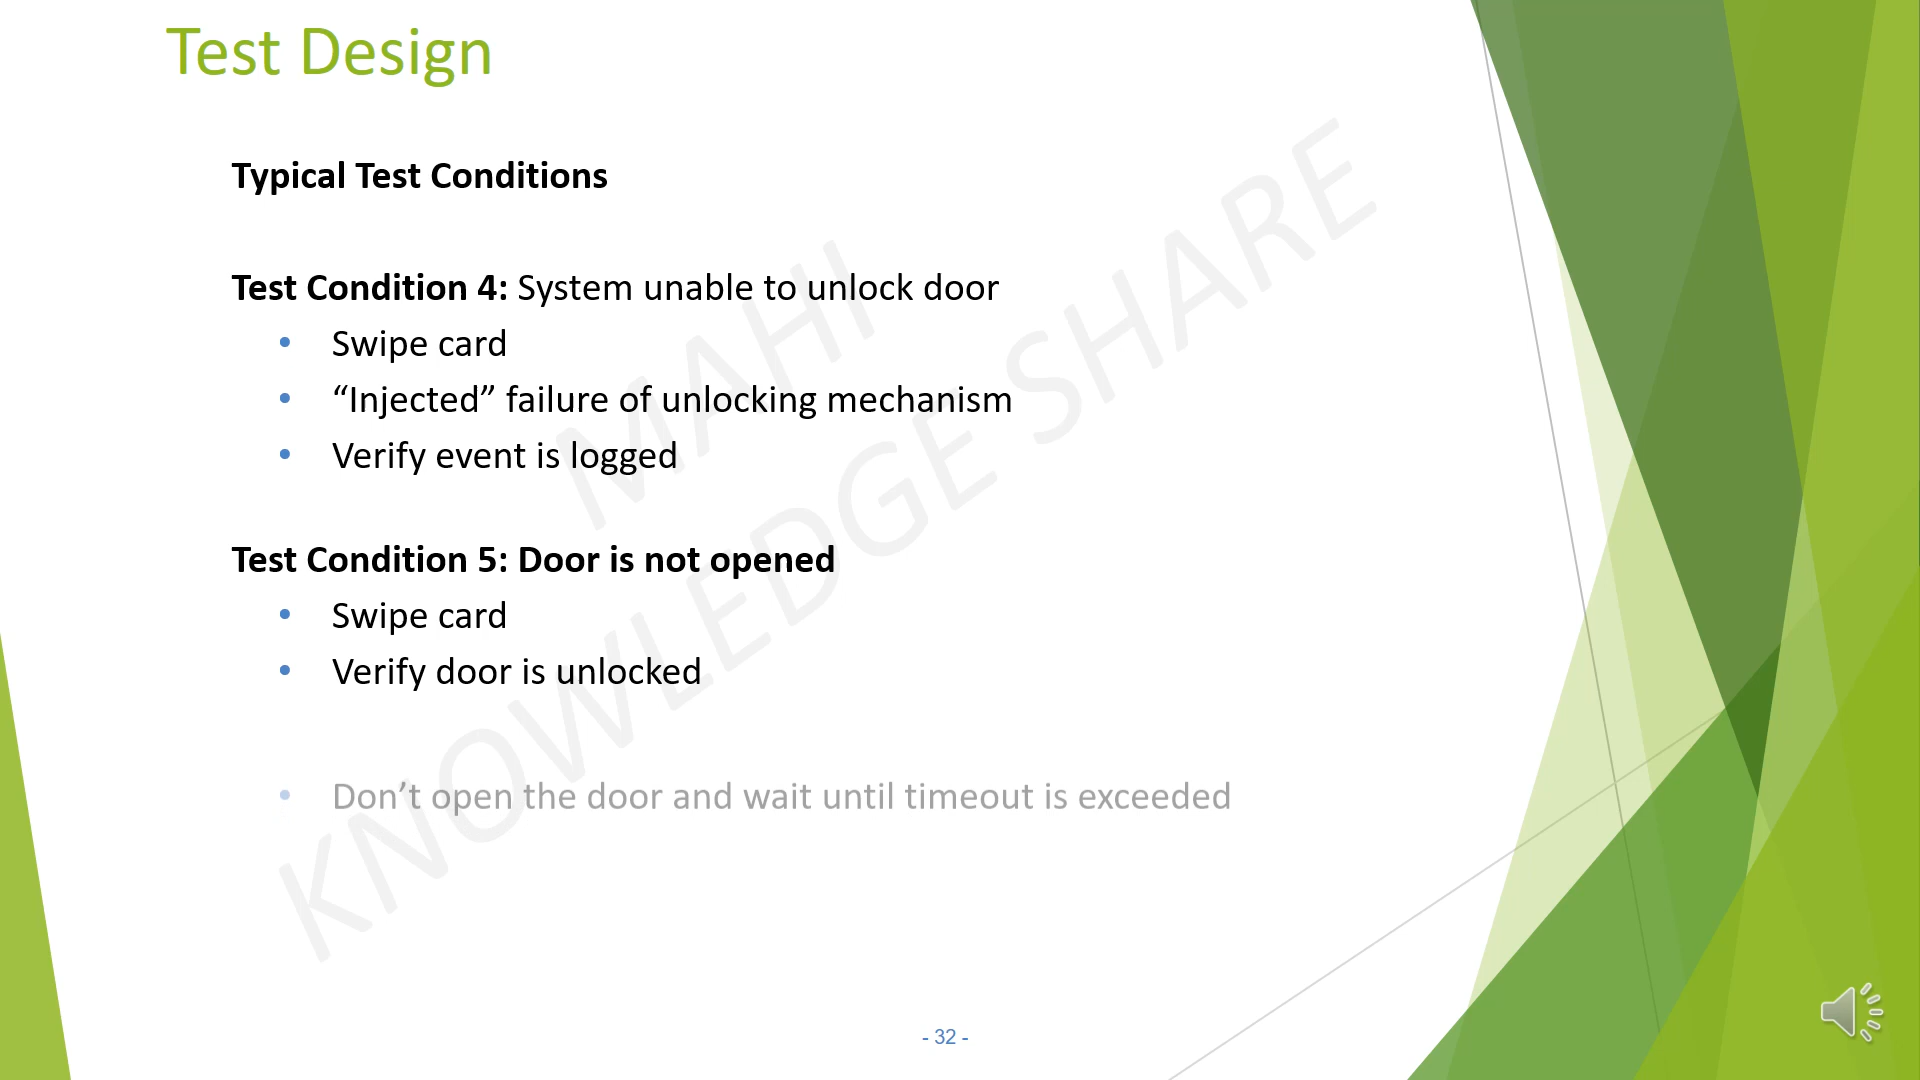 Test Design
Typical Test Conditions
Test Condition 4: System unable to unlock door
• Swipe card
• “Injected” failure of unlocking mechanism
• Verify event is logged
Test Condition 5: Door is not opened
• Swipe card
• Verify door is unlocked
• Don’t open the door and wait until timeout is exceeded
MAHI
KNOWLEDGE SHARE
- 32 -